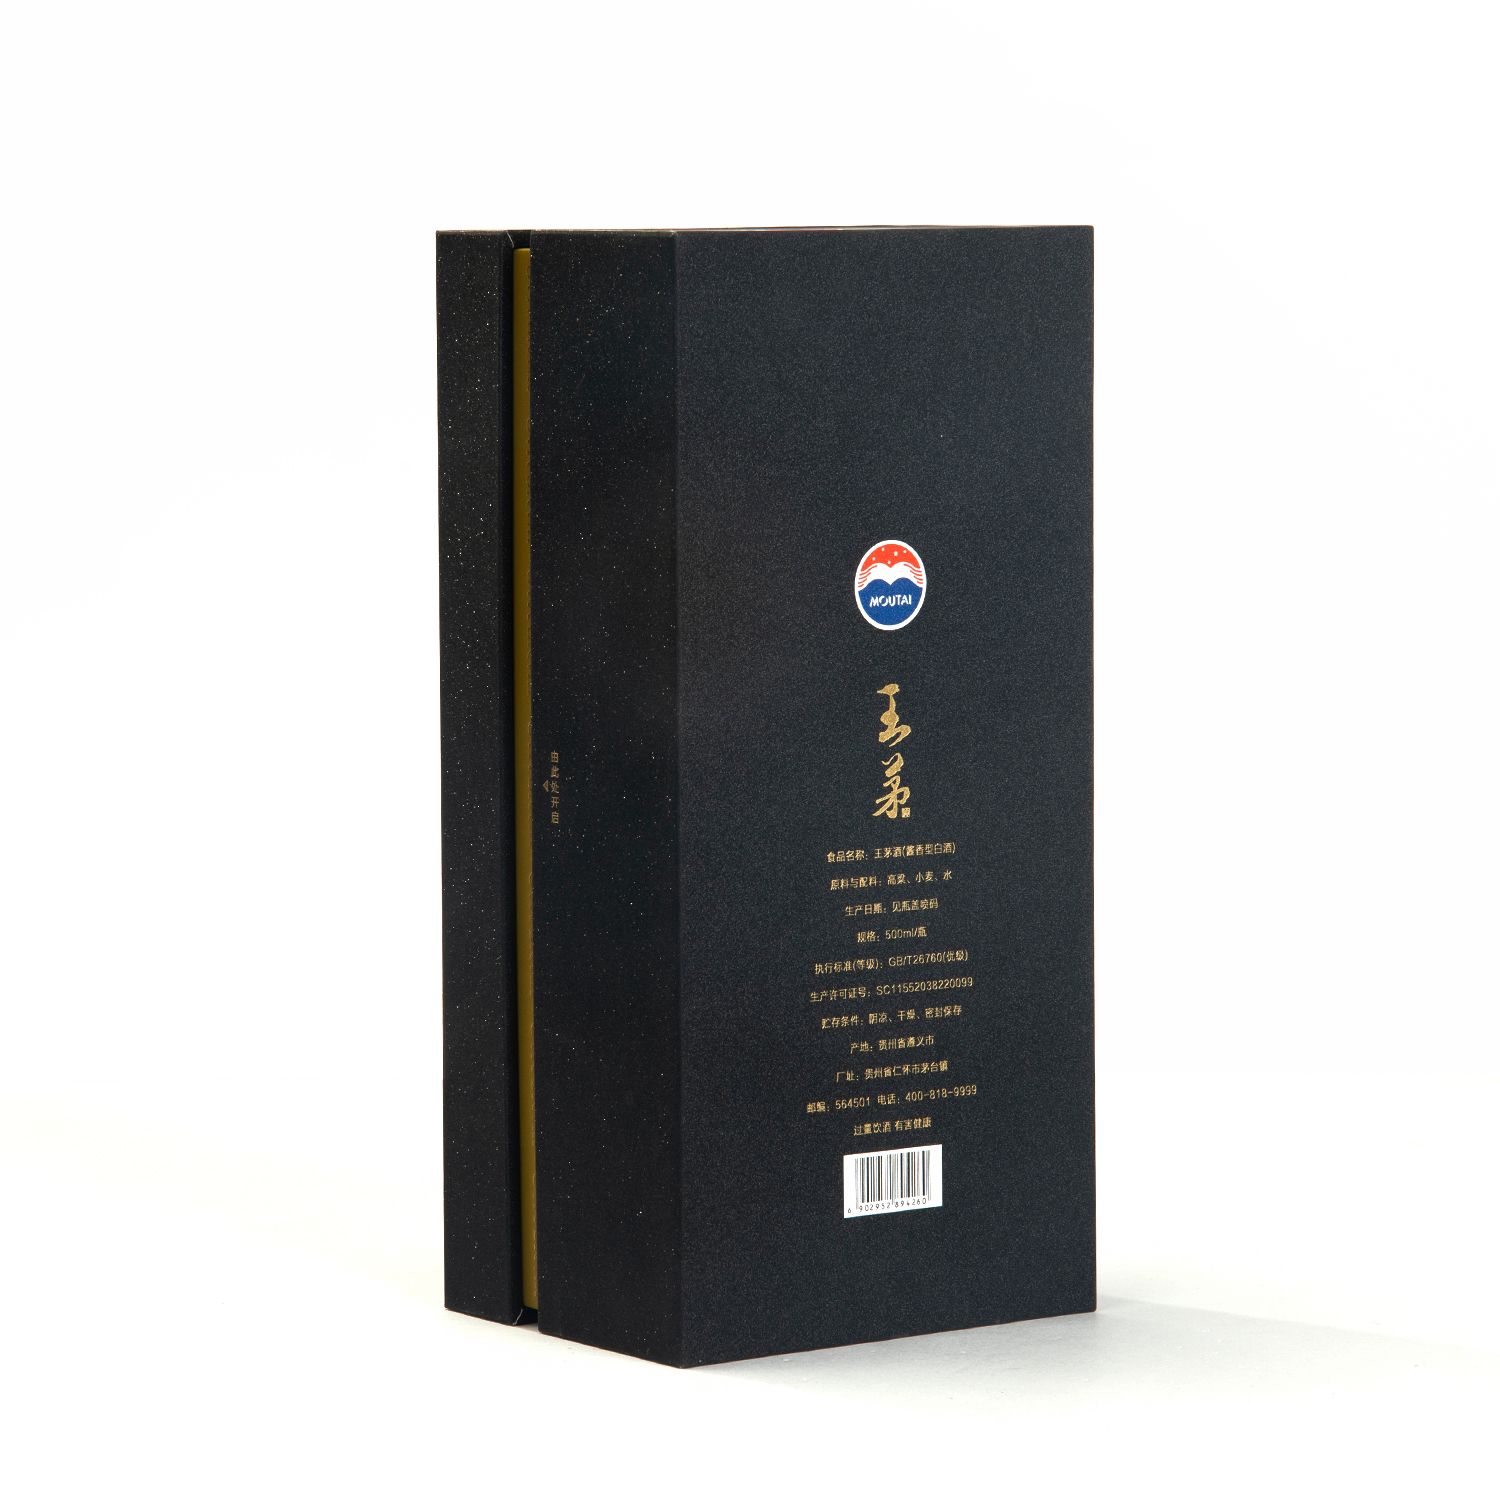 由此处开启
MOUTAI
王茅
食品名称：王茅酒(酱香型白酒)
原料与配料：高粱、小麦、水
生产日期：见瓶盖喷码
规格：500ml/瓶
执行标准(等级)：GB/T26760(优级)
生产许可证号：SC11552038220099
贮存条件：阴凉、干燥、密封保存
产地：贵州省遵义市
厂址：贵州省仁怀市茅台镇
邮编：564501 电话：400-818-9999
过量饮酒 有害健康
6 902952 894260